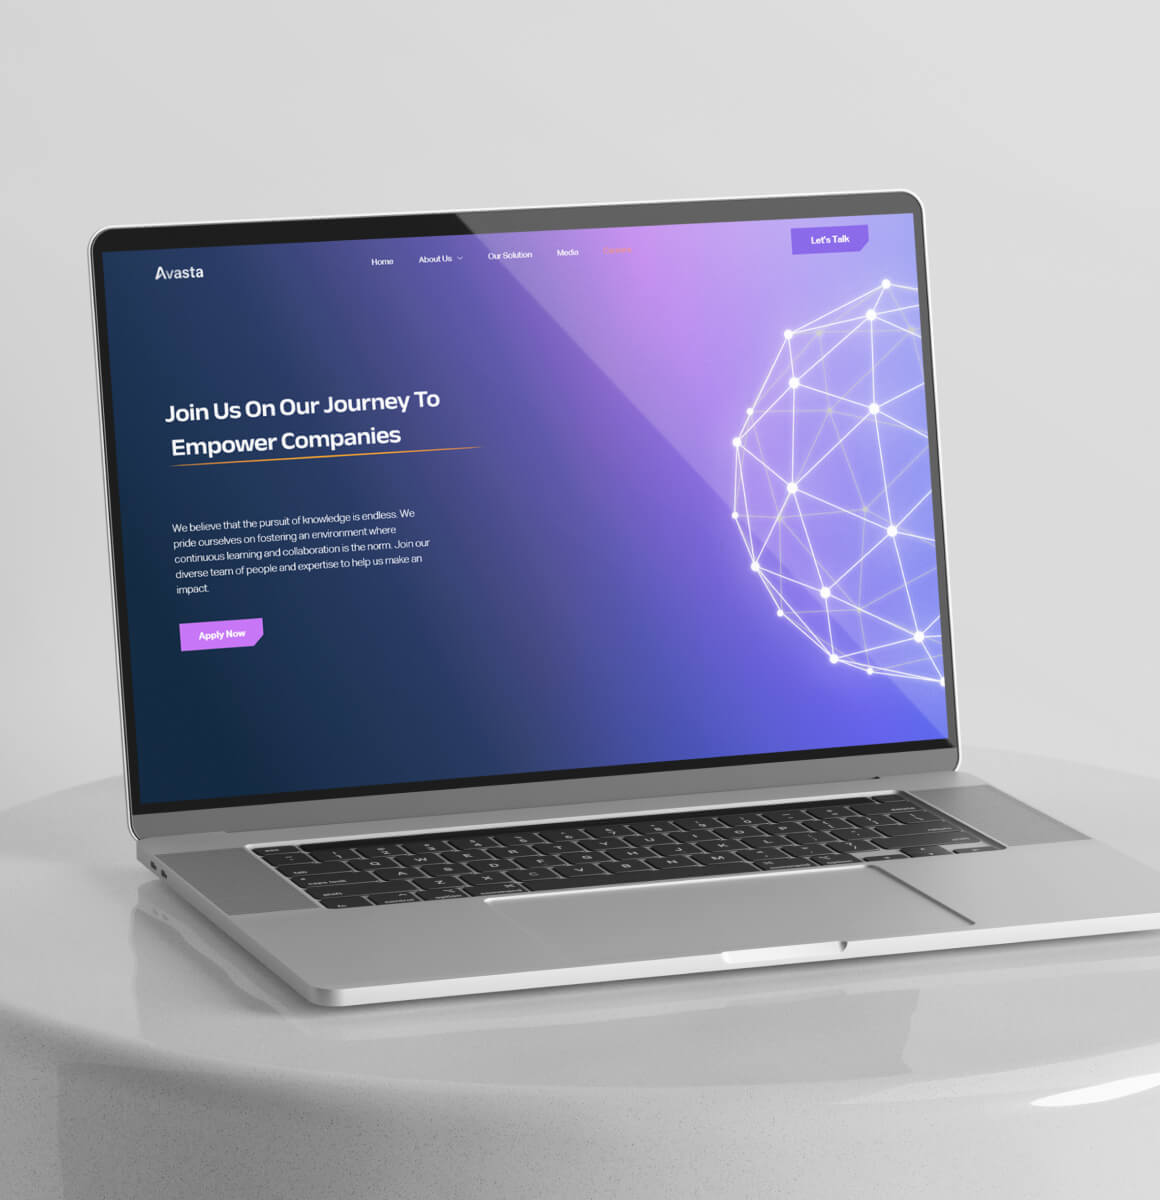 Avasta
Home
About Us
Our Solution
Media
Let's Talk
Join Us On Our Journey To
Empower Companies
We believe that the pursuit of knowledge is endless. We
pride ourselves on fostering an environment where
continuous learning and collaboration is the norm. Join our
diverse team of people and expertise to help us make an
impact.
Apply Now